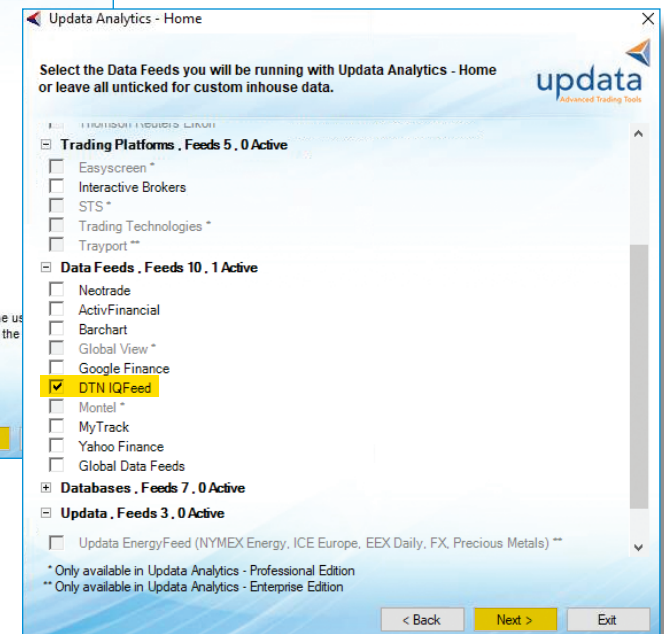 Updata Analytics - Home
Select the Data Feeds you will be running with Updata Analytics - Home
or leave all unticked for custom inhouse data.
updata
Advanced Trading Tools
Thomson Reuters Eikon
Trading Platforms , Feeds 5 , 0 Active
Easyscreen *
Interactive Brokers
STS *
Trading Technologies *
Trayport **
Data Feeds , Feeds 10 , 1 Active
Neotrade
ActivFinancial
Barchart
Global View *
Google Finance
DTN IQFeed
Montel *
MyTrack
Yahoo Finance
Global Data Feeds
Databases , Feeds 7 , 0 Active
Updata , Feeds 3 , 0 Active
Updata EnergyFeed (NYMEX Energy, ICE Europe, EEX Daily, FX, Precious Metals) **
* Only available in Updata Analytics - Professional Edition
** Only available in Updata Analytics - Enterprise Edition
< Back Next > Exit
the